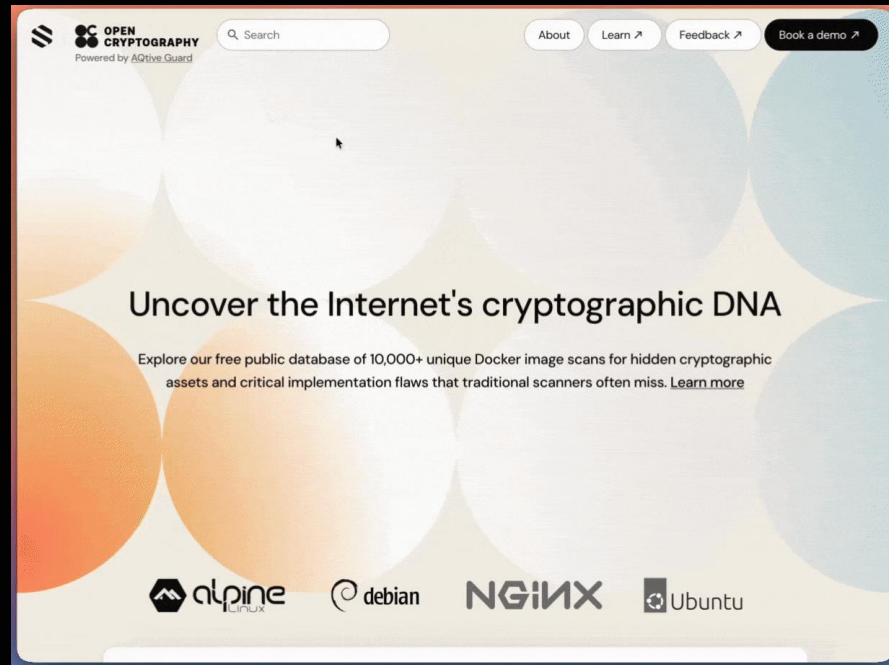 OPEN
CRYPTOGRAPHY
Powered by AQtive Guard
Search
About
Learn ↗
Feedback ↗
Book a demo ↗
Uncover the Internet's cryptographic DNA
Explore our free public database of 10,000+ unique Docker image scans for hidden cryptographic
assets and critical implementation flaws that traditional scanners often miss. Learn more
alpine
Linux
debian
NGiNX
Ubuntu